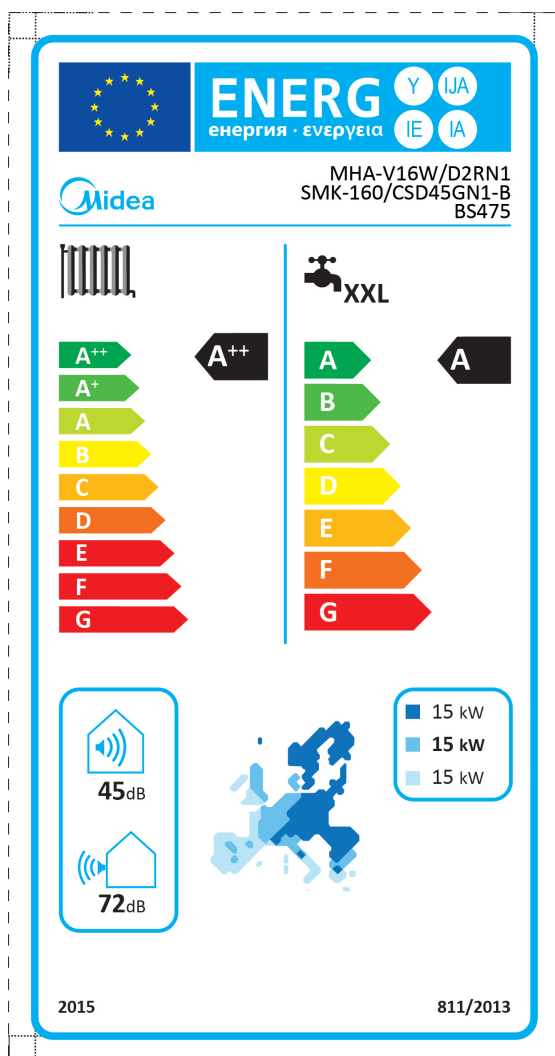 ENERG Y IJA
енергия · ενεργεια IE IA
Midea
MHA-V16W/D2RN1
SMK-160/CSD45GN1-B
BS475
XXL
A++
A++
A+
A
B
C
D
E
F
G
A
A
B
C
D
E
F
G
45dB
72dB
15 kW
15 kW
15 kW
2015
811/2013